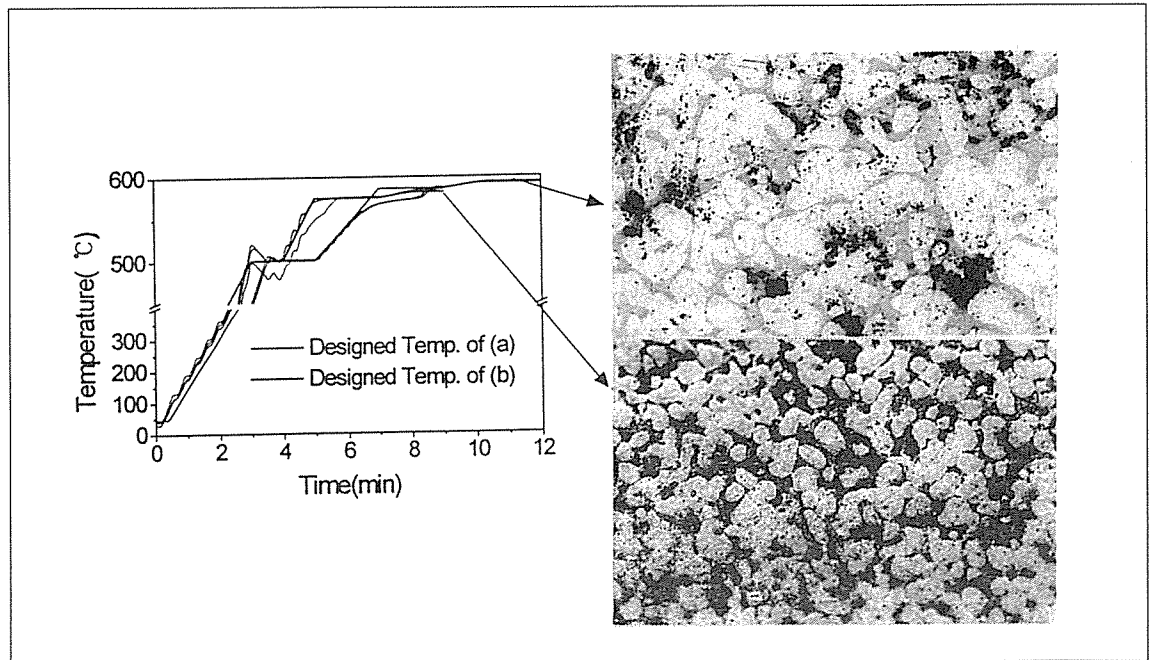 600
500
300
200
100
0
Temperature( ℃)
Designed Temp. of (a)
Designed Temp. of (b)
0 2 4 6 8 10 12
Time(min)